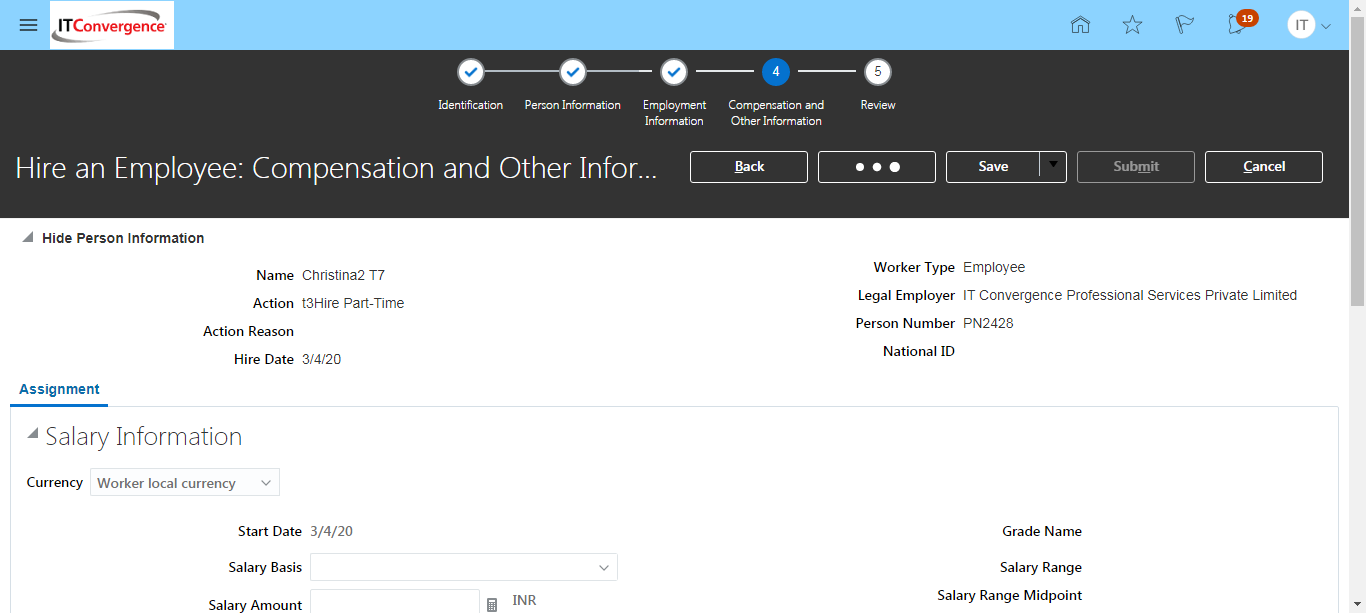 ITConvergence
19
IT
4
5
Identification
Person Information
Employment
Information
Compensation and
Other Information
Review
Hire an Employee: Compensation and Other Infor...
Back
Save
Submit
Cancel
Hide Person Information
Name Christina2 T7
Action t3Hire Part-Time
Action Reason
Hire Date 3/4/20
Worker Type Employee
Legal Employer IT Convergence Professional Services Private Limited
Person Number PN2428
National ID
Assignment
Salary Information
Currency Worker local currency
Start Date 3/4/20
Salary Basis
Salary Amount INR
Grade Name
Salary Range
Salary Range Midpoint